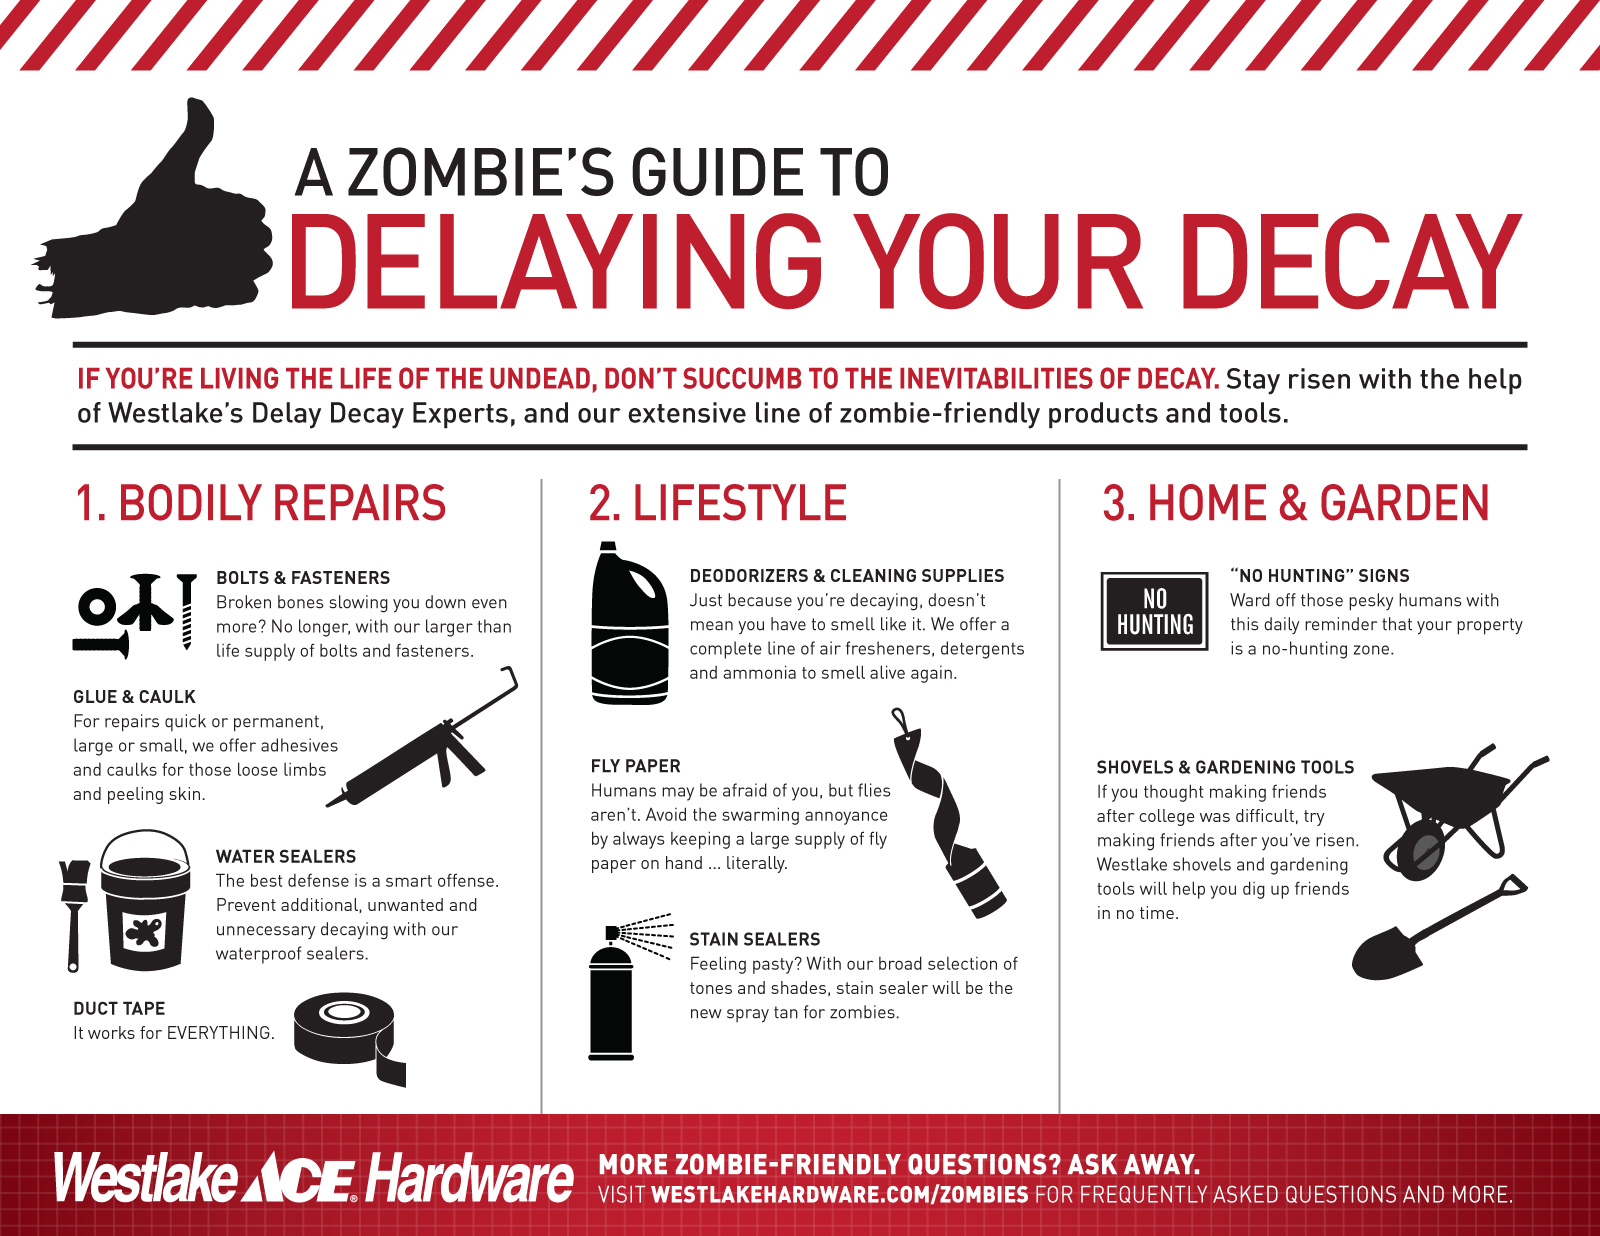 A ZOMBIE'S GUIDE TO
DELAYING YOUR DECAY
IF YOU'RE LIVING THE LIFE OF THE UNDEAD, DON'T SUCCUMB TO THE INEVITABILITIES OF DECAY. Stay risen with the help
of Westlake's Delay Decay Experts, and our extensive line of zombie-friendly products and tools.
1. BODILY REPAIRS
BOLTS & FASTENERS
Broken bones slowing you down even
more? No longer, with our larger than
life supply of bolts and fasteners.
GLUE & CAULK
For repairs quick or permanent,
large or small, we offer adhesives
and caulks for those loose limbs
and peeling skin.
WATER SEALERS
The best defense is a smart offense.
Prevent additional, unwanted and
unnecessary decaying with our
waterproof sealers.
DUCT TAPE
It works for EVERYTHING.
2. LIFESTYLE
DEODORIZERS & CLEANING SUPPLIES
Just because you're decaying, doesn't
mean you have to smell like it. We offer a
complete line of air fresheners, detergents
and ammonia to smell alive again.
FLY PAPER
Humans may be afraid of you, but flies
aren't. Avoid the swarming annoyance
by always keeping a large supply of fly
paper on hand ... literally.
STAIN SEALERS
Feeling pasty? With our broad selection of
tones and shades, stain sealer will be the
new spray tan for zombies.
3. HOME & GARDEN
NO
HUNTING
“NO HUNTING” SIGNS
Ward off those pesky humans with
this daily reminder that your property
is a no-hunting zone.
SHOVELS & GARDENING TOOLS
If you thought making friends
after college was difficult, try
making friends after you've risen.
Westlake shovels and gardening
tools will help you dig up friends
in no time.
Westlake ACE® Hardware
MORE ZOMBIE-FRIENDLY QUESTIONS? ASK AWAY.
VISIT WESTLAKEHARDWARE.COM/ZOMBIES FOR FREQUENTLY ASKED QUESTIONS AND MORE.